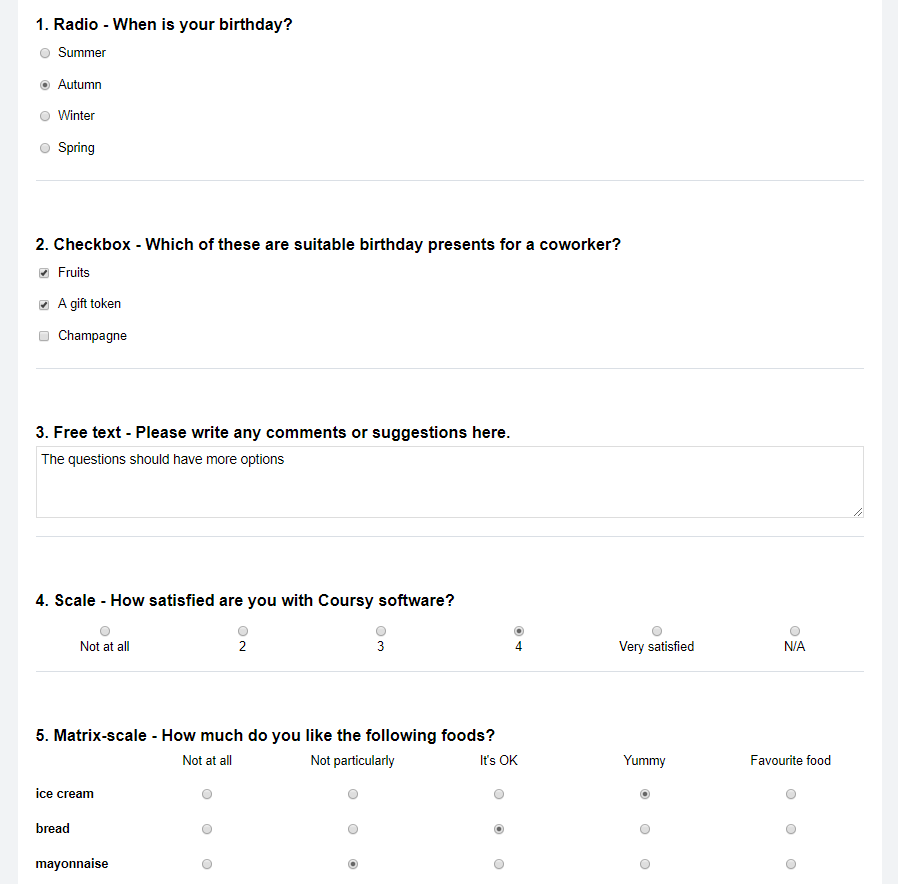 1. Radio - When is your birthday?
Summer
Autumn
Winter
Spring
2. Checkbox - Which of these are suitable birthday presents for a coworker?
Fruits
A gift token
Champagne
3. Free text - Please write any comments or suggestions here.
The questions should have more options
4. Scale - How satisfied are you with Coursy software?
Not at all 2 3 4 Very satisfied N/A
5. Matrix-scale - How much do you like the following foods?
Not at all Not particularly It's OK Yummy Favourite food
ice cream
bread
mayonnaise